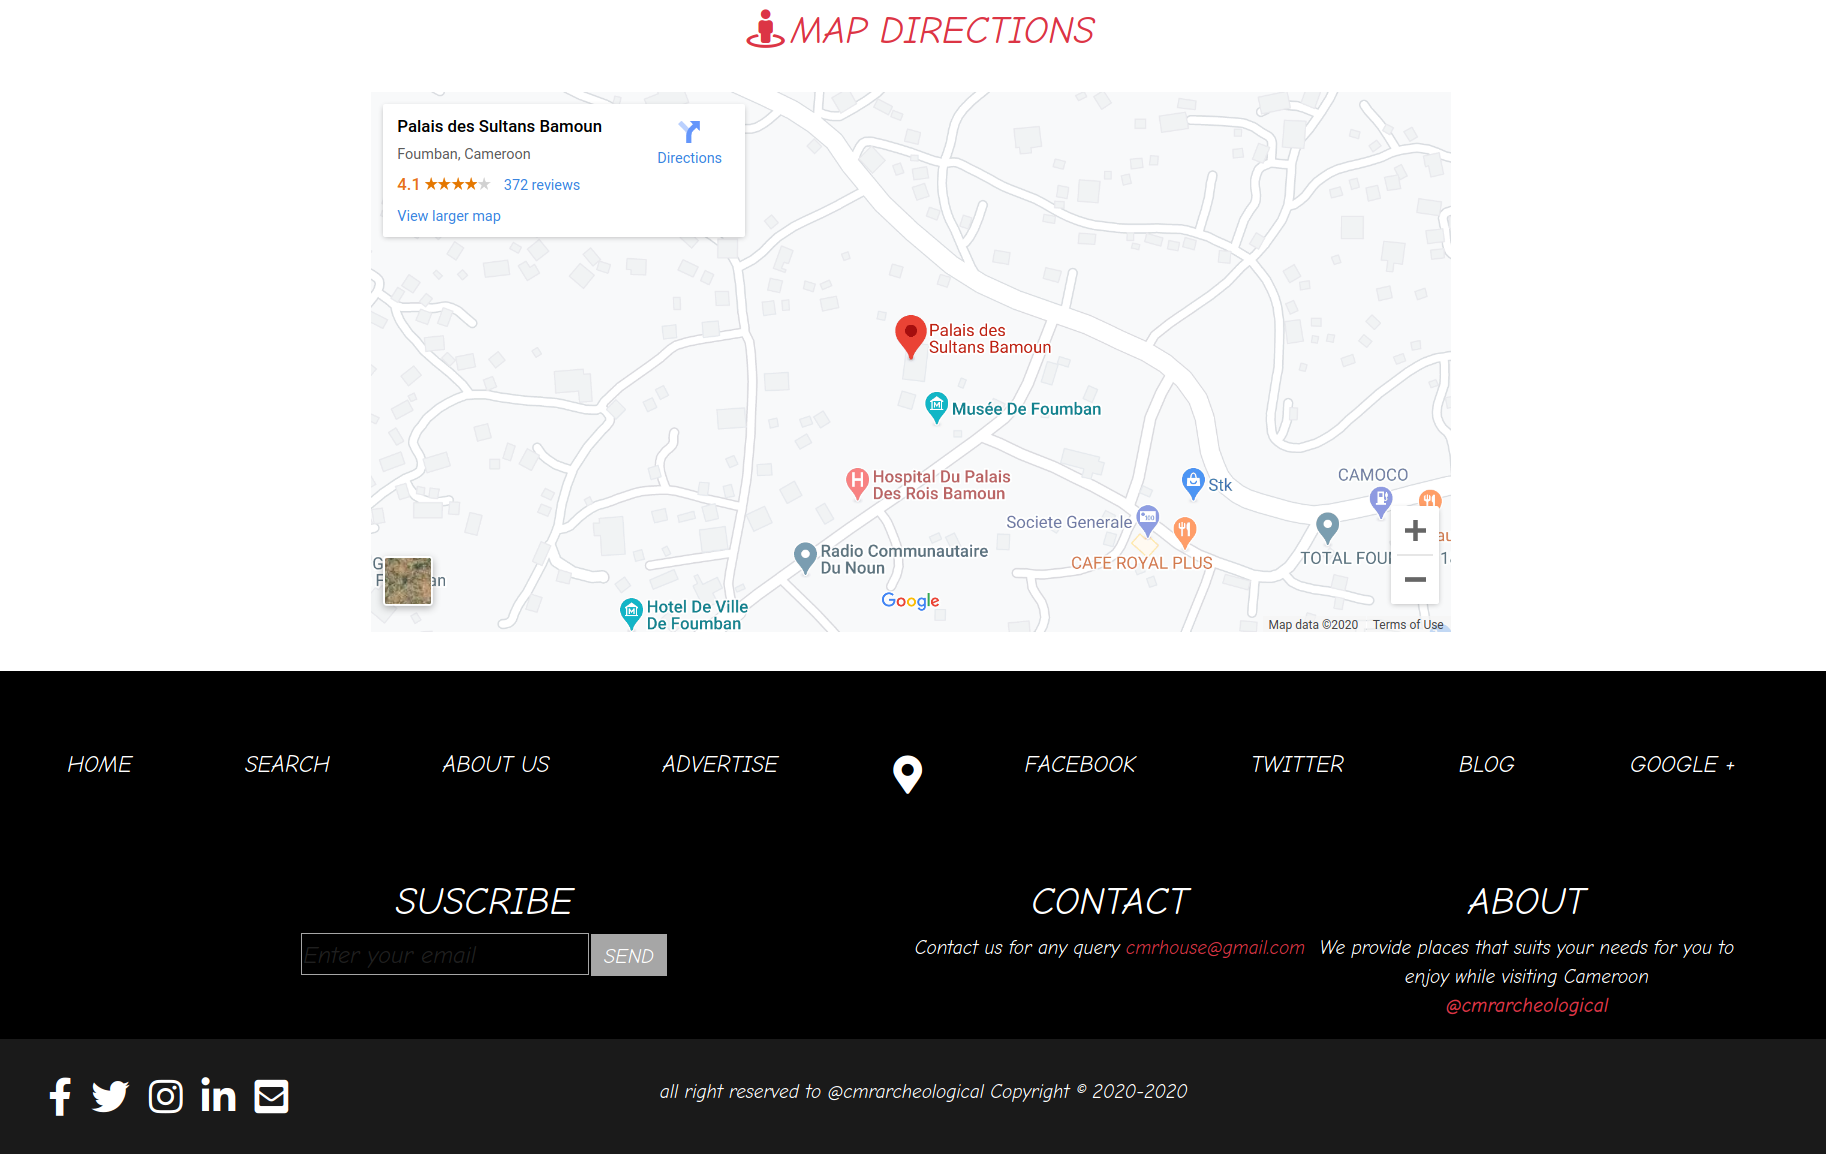 MAP DIRECTIONS
Palais des Sultans Bamoun
Directions
Foumban, Cameroon
4.1 372 reviews
View larger map
Palais des
Sultans Bamoun
Musée De Foumban
Hospital Du Palais
Des Rois Bamoun
CAMOCO
Stk
Societe Generale
CAFE ROYAL PLUS
Radio Communautaire
Du Noun
Hotel De Ville
De Foumban
Google
Map data ©2020 Terms of Use
HOME SEARCH ABOUT US ADVERTISE FACEBOOK TWITTER BLOG GOOGLE +
SUSCRIBE
Enter your email SEND
CONTACT
Contact us for any query cmrhouse@gmail.com
ABOUT
We provide places that suits your needs for you to
enjoy while visiting Cameroon
@cmrarcheological
all right reserved to @cmrarcheological Copyright © 2020-2020